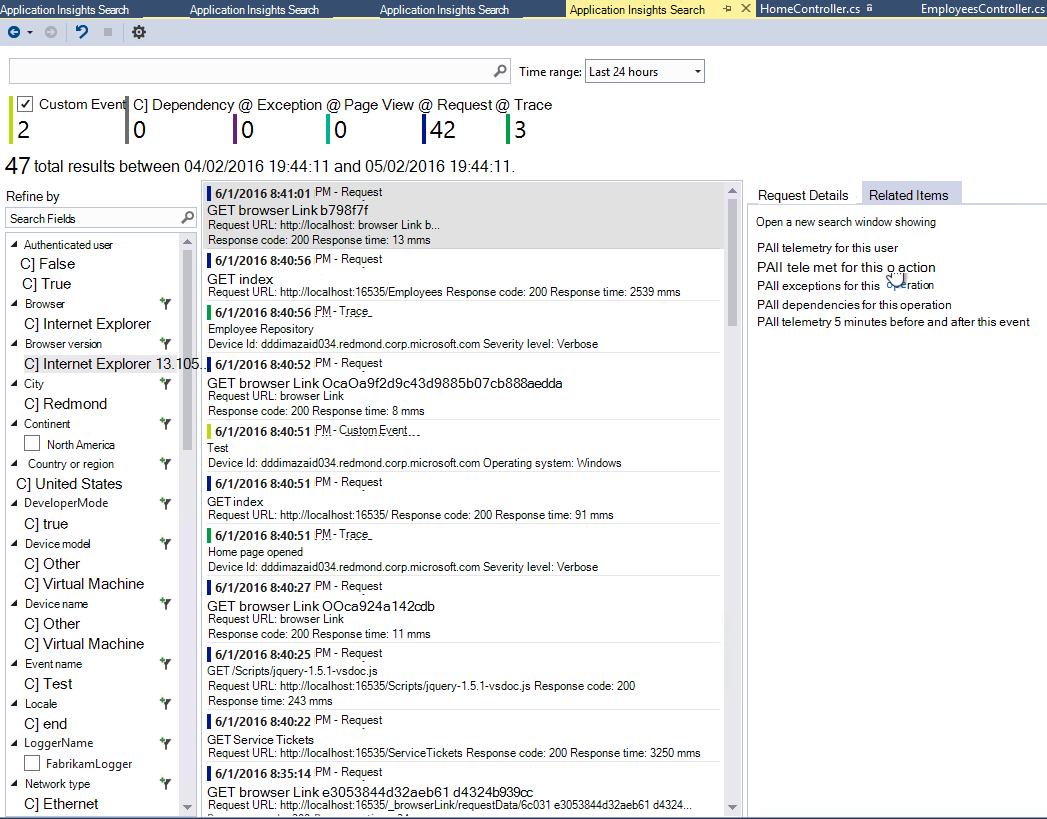 Application Insights Search Application Insights Search Application Insights Search Application Insights Search HomeController.cs EmployeesController.cs
Time range: Last 24 hours
Custom Event C] Dependency @ Exception @ Page View @ Request @ Trace
2 0 0 0 42 3
47 total results between 04/02/2016 19:44:11 and 05/02/2016 19:44:11.
Refine by
Search Fields
Authenticated user
C] False
C] True
Browser
C] Internet Explorer
Browser version
C] Internet Explorer 13.105..
City
C] Redmond
Continent
North America
Country or region
C] United States
DeveloperMode
C] true
Device model
C] Other
C] Virtual Machine
Device name
C] Other
C] Virtual Machine
Event name
C] Test
Locale
C] end
LoggerName
FabrikamLogger
Network type
C] Ethernet
6/1/2016 8:41:01 PM - Request
GET browser Link b798f7f
Request URL: http://localhost: browser Link b...
Response code: 200 Response time: 13 mms
6/1/2016 8:40:56 PM - Request
GET index
Request URL: http://localhost:16535/Employees Response code: 200 Response time: 2539 mms
6/1/2016 8:40:56 PM - Trace
Employee Repository
Device Id: dddimazaid034.redmond.corp.microsoft.com Severity level: Verbose
6/1/2016 8:40:52 PM - Request
GET browser Link OcaOa9f2d9c43d9885b07cb888aedda
Request URL: browser Link
Response code: 200 Response time: 8 mms
6/1/2016 8:40:51 PM - Custom Event...
Test
Device Id: dddimazaid034.redmond.corp.microsoft.com Operating system: Windows
6/1/2016 8:40:51 PM - Request
GET index
Request URL: http://localhost:16535/ Response code: 200 Response time: 91 mms
6/1/2016 8:40:51 PM - Trace
Home page opened
Device Id: dddimazaid034.redmond.corp.microsoft.com Severity level: Verbose
6/1/2016 8:40:27 PM - Request
GET browser Link OOca924a142cdb
Request URL: browser Link
Response code: 200 Response time: 11 mms
6/1/2016 8:40:25 PM - Request
GET /Scripts/jquery-1.5.1-vsdoc.js
Request URL: http://localhost:16535/Scripts/jquery-1.5.1-vsdoc.js Response code: 200
Response time: 243 mms
6/1/2016 8:40:22 PM - Request
GET Service Tickets
Request URL: http://localhost:16535/ServiceTickets Response code: 200 Response time: 3250 mms
6/1/2016 8:35:14 PM - Request
GET browser Link e3053844d32aeb61 d4324b939cc
Request URL: http://localhost:16535/_browserLink/requestData/6c031 e3053844d32aeb61 d4324...
Request Details Related Items
Open a new search window showing
PAII telemetry for this user
PAII tele met for this o action
PAII exceptions for this operation
PAII dependencies for this operation
PAII telemetry 5 minutes before and after this event